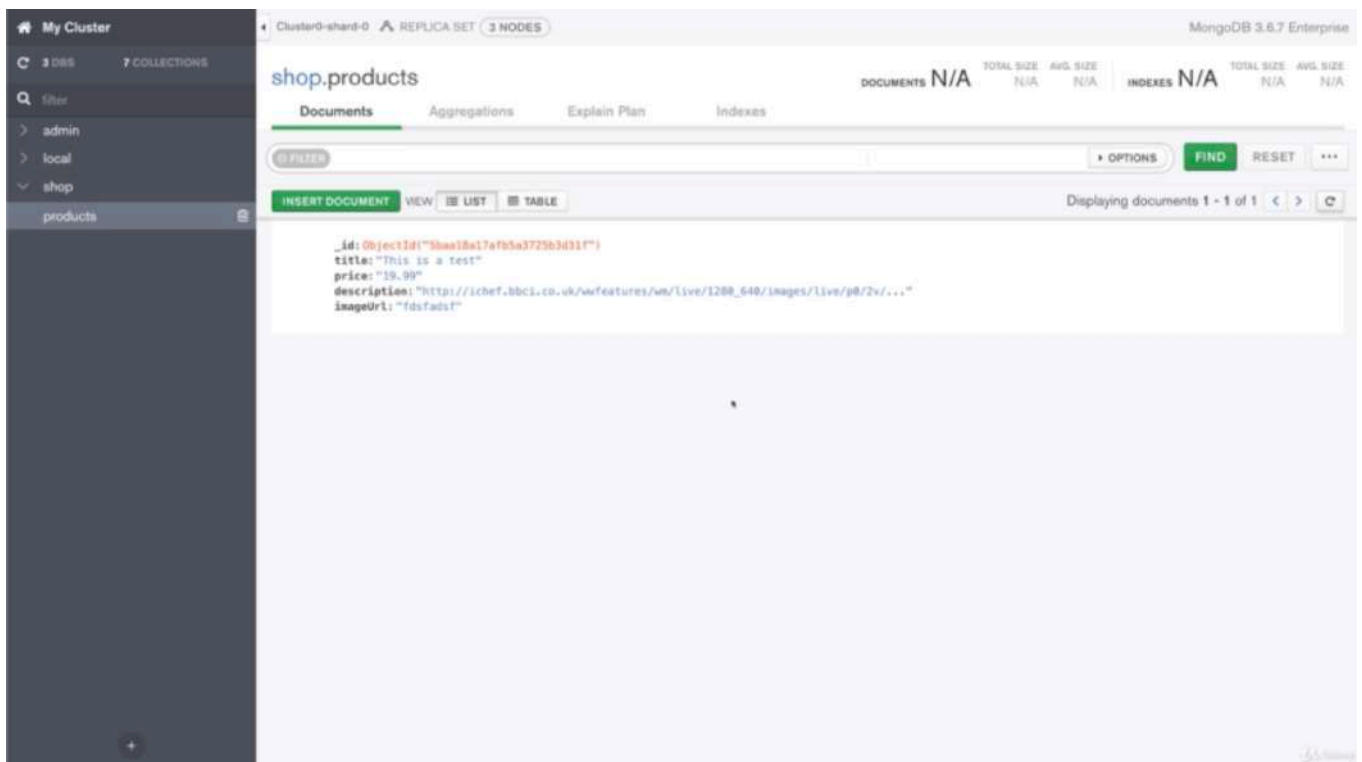 My Cluster
Cluster0-shard-0 REPLICA SET 3 NODES
MongoDB 3.6.7 Enterprise
3 DBS 7 COLLECTIONS
filter
admin
local
shop
products
shop.products
DOCUMENTS N/A TOTAL SIZE N/A AVG. SIZE N/A
INDEXES N/A TOTAL SIZE N/A AVG. SIZE N/A
Documents Aggregations Explain Plan Indexes
FILTER
OPTIONS FIND RESET ...
INSERT DOCUMENT VIEW LIST TABLE
Displaying documents 1 - 1 of 1
_id:ObjectId("5baa18a17afb5a3725b3d31f")
title:"This is a test"
price:"19.99"
description:"http://ichef.bbci.co.uk/wwfeatures/wm/live/1280_640/images/live/p0/2v/..."
imageUrl:"fdsfadsf"